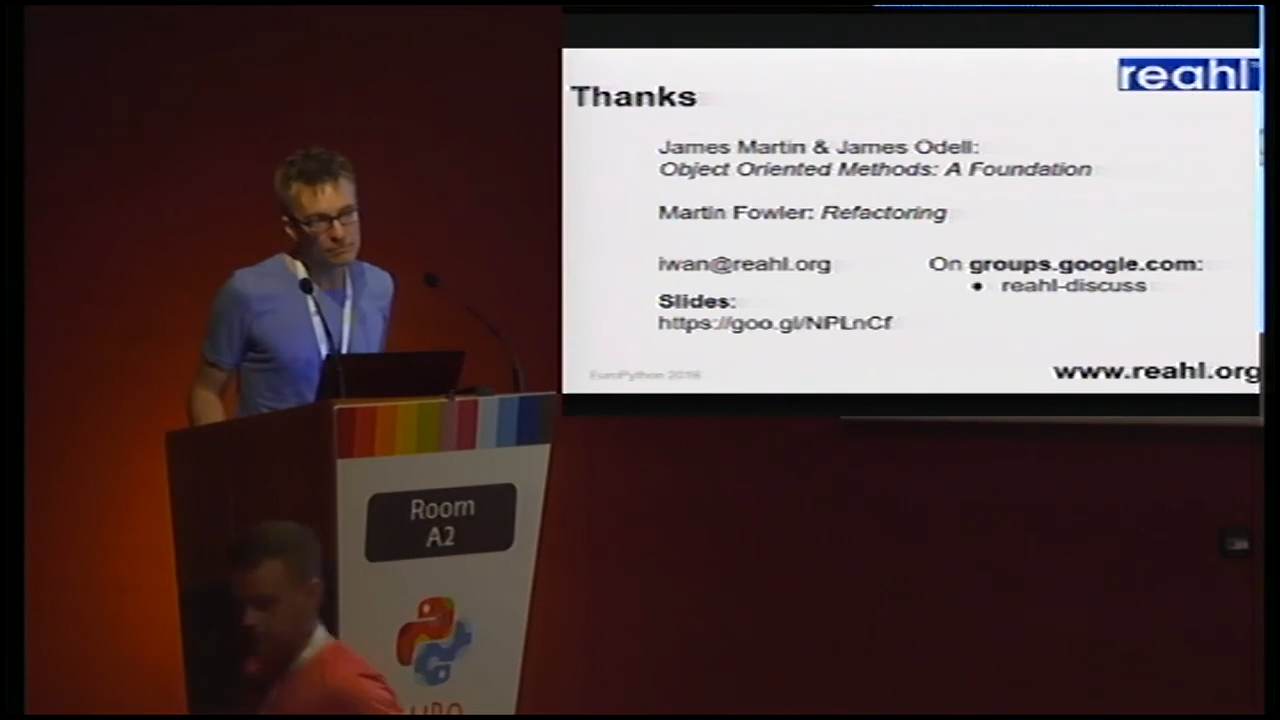 reahl
Thanks
James Martin & James Odell:
Object Oriented Methods: A Foundation
Martin Fowler: Refactoring
iwan@reahl.org
On groups.google.com:
• reahl-discuss
Slides:
https://goo.gl/NPLnCf
EuroPython 2016
www.reahl.org
Room
A2